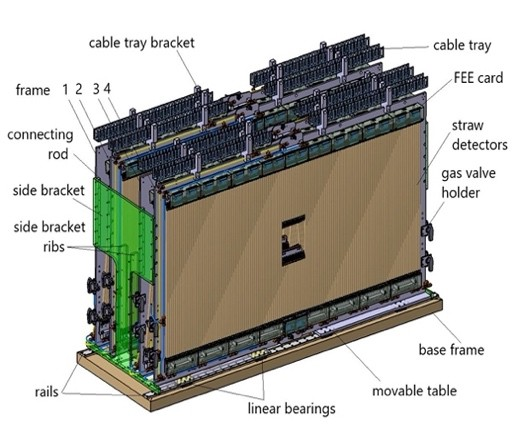 cable tray bracket
cable tray
frame 1 2 3 4
FEE card
connecting
rod
straw
detectors
side bracket
gas valve
holder
side bracket
ribs
base frame
movable table
rails
linear bearings